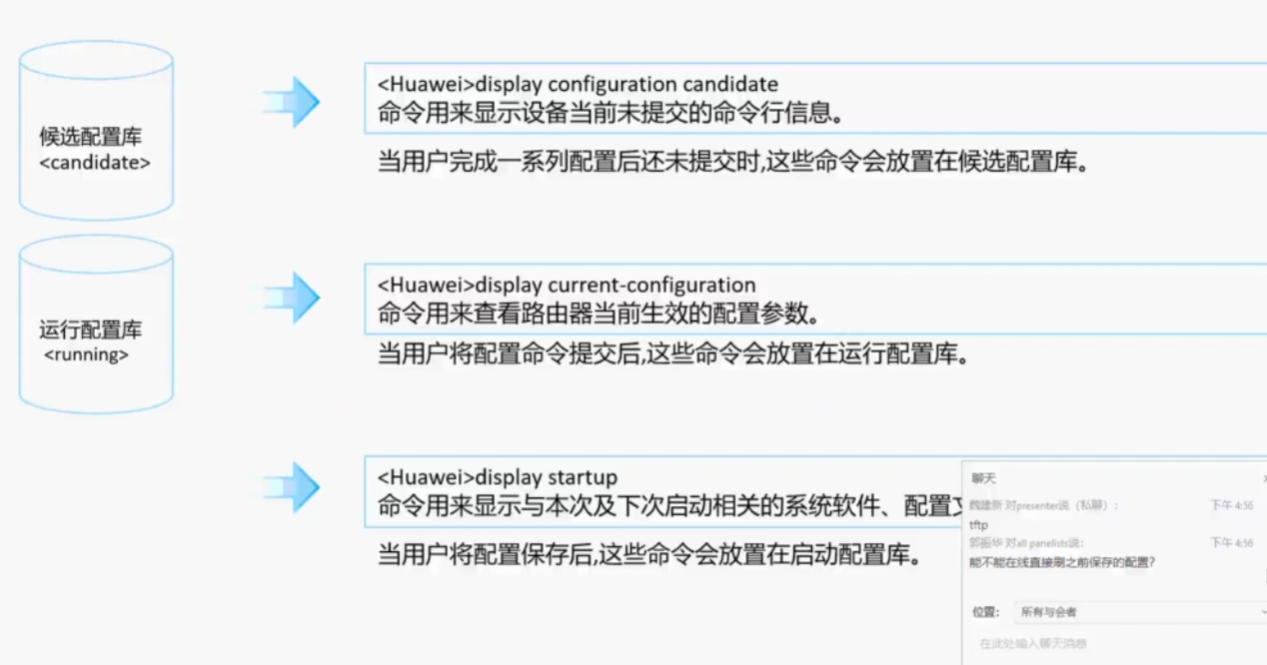 候选配置库
<candidate>
<Huawei>display configuration candidate
命令用来显示设备当前未提交的命令行信息。
当用户完成一系列配置后还未提交时,这些命令会放置在候选配置库。
运行配置库
<running>
<Huawei>display current-configuration
命令用来查看路由器当前生效的配置参数。
当用户将配置命令提交后,这些命令会放置在运行配置库。
<Huawei>display startup
命令用来显示与本次及下次启动相关的系统软件、配置文
当用户将配置保存后,这些命令会放置在启动配置库。
聊天
魏建新 对presenter说（私聊）： 下午 4:56
tftp
郭振华 对all panelists说： 下午 4:56
能不能在线直接刷之前保存的配置?
位置： 所有与会者
在此处输入聊天消息